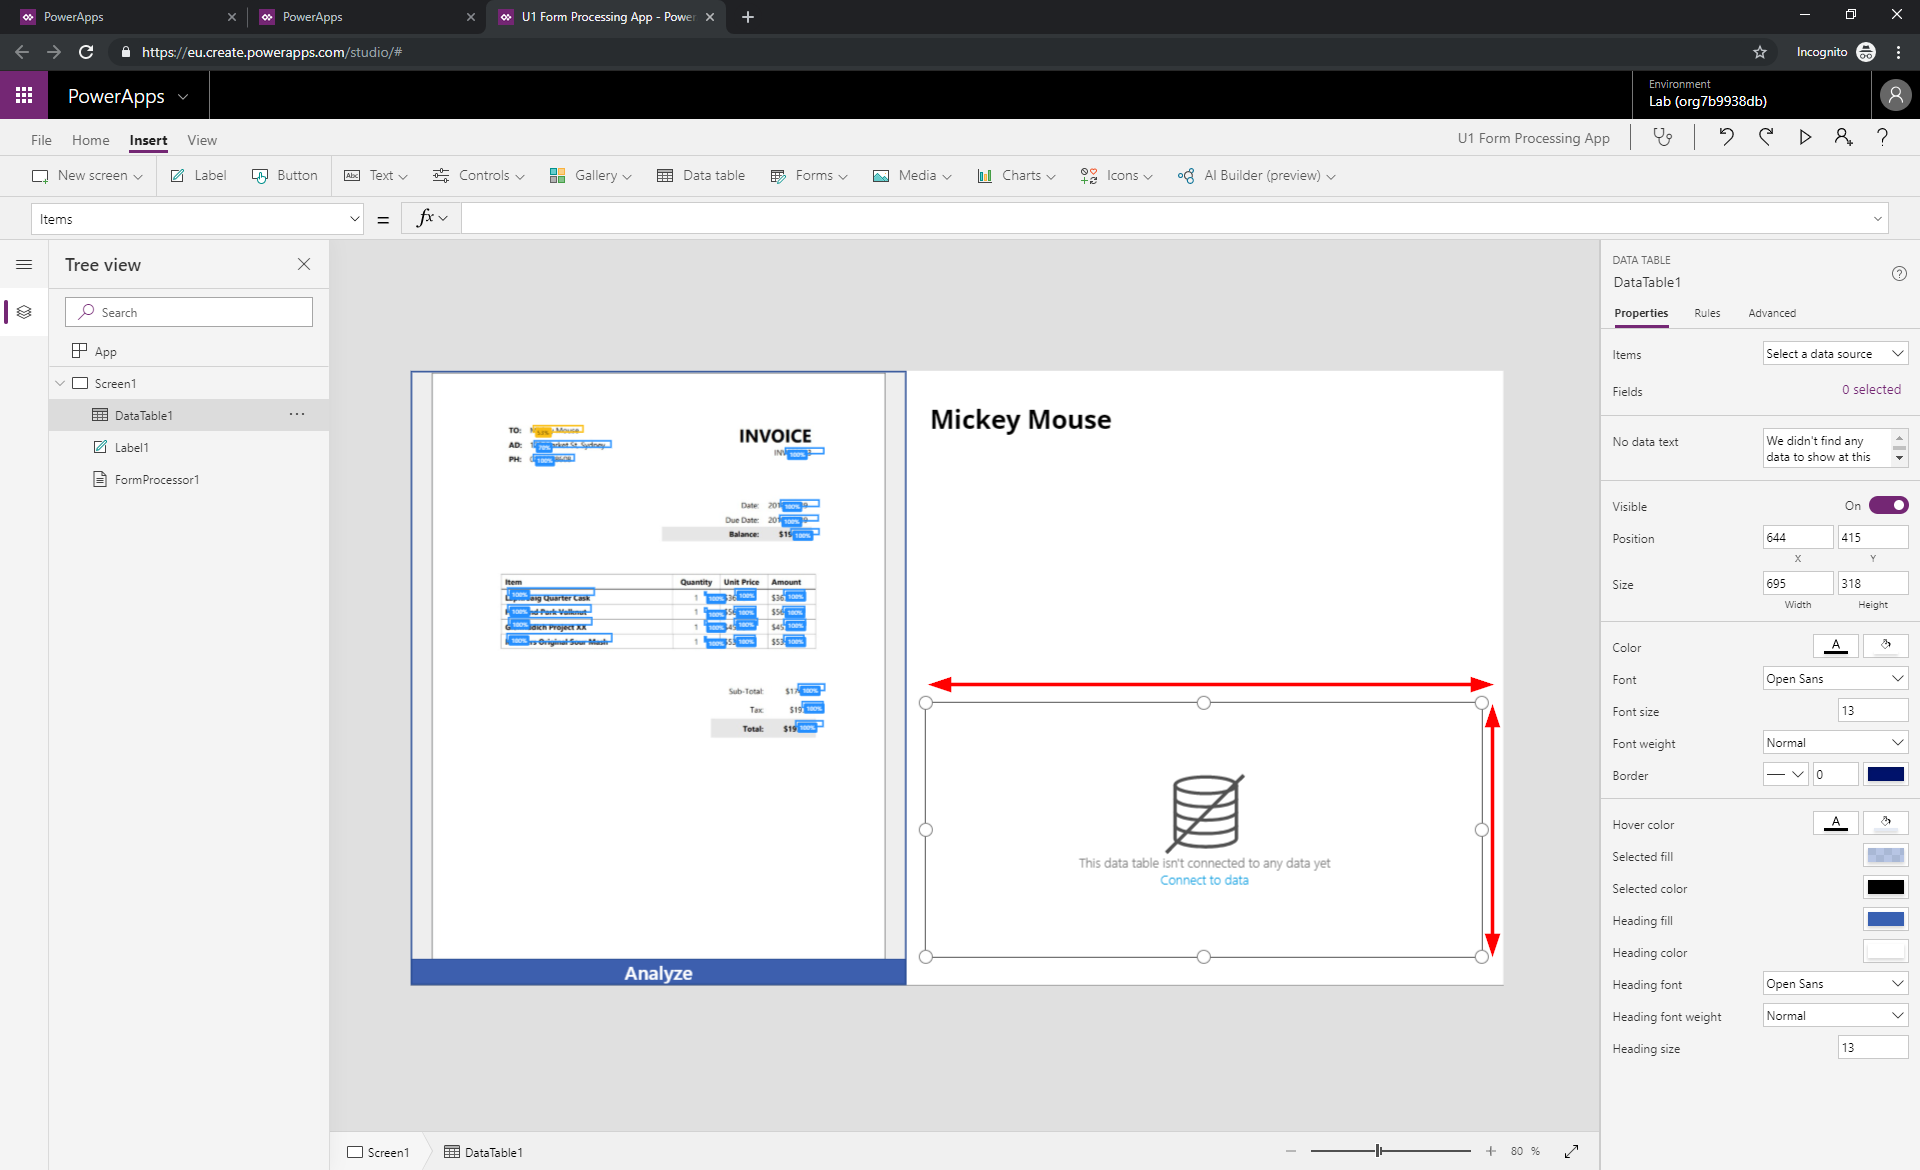 PowerApps
PowerApps
U1 Form Processing App - Power
https://eu.create.powerapps.com/studio/#
Incognito
PowerApps
Environment
Lab (org7b9938db)
File Home Insert View
U1 Form Processing App
New screen
Label
Button
Text
Controls
Gallery
Data table
Forms
Media
Charts
Icons
AI Builder (preview)
Items
=
fx
Tree view
Search
App
Screen1
DataTable1
Label1
FormProcessor1
TO: Mouse
AD: Market St, Sydney
PH:
INVOICE
Date:
Due Date:
Balance:
Item Quantity Unit Price Amount
Quarter Cask 1
Park Valknut 1
Project XX 1
Original Sour Mash 1
Sub-Total:
Tax:
Total:
Analyze
Mickey Mouse
This data table isn't connected to any data yet
Connect to data
DATA TABLE
DataTable1
Properties Rules Advanced
Items Select a data source
Fields 0 selected
No data text We didn't find any
data to show at this
Visible On
Position 644 415
X Y
Size 695 318
Width Height
Color
Font Open Sans
Font size 13
Font weight Normal
Border 0
Hover color
Selected fill
Selected color
Heading fill
Heading color
Heading font Open Sans
Heading font weight Normal
Heading size 13
Screen1 DataTable1
80 %